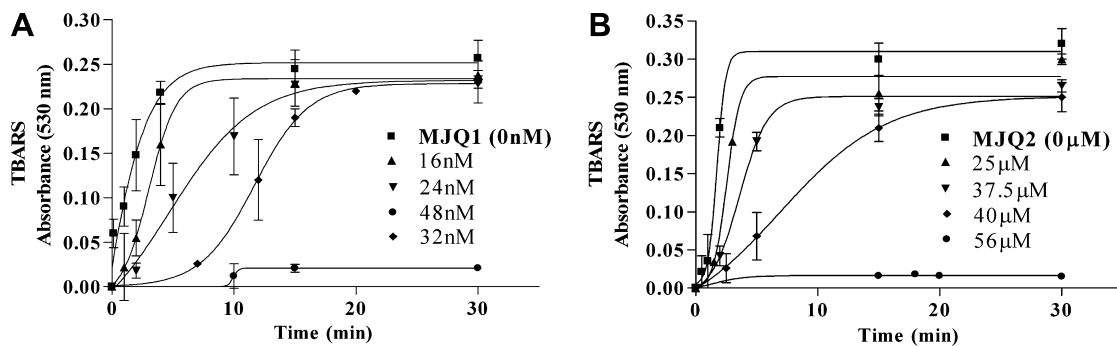 A
TBARS
Absorbance (530 nm)
0.30
0.25
0.20
0.15
0.10
0.05
0.00
0
10
20
30
Time (min)
MJQ1 (0nM)
16nM
24nM
48nM
32nM
B
TBARS
Absorbance (530 nm)
0.35
0.30
0.25
0.20
0.15
0.10
0.05
0.00
0
10
20
30
Time (min)
MJQ2 (0µM)
25µM
37.5µM
40µM
56µM